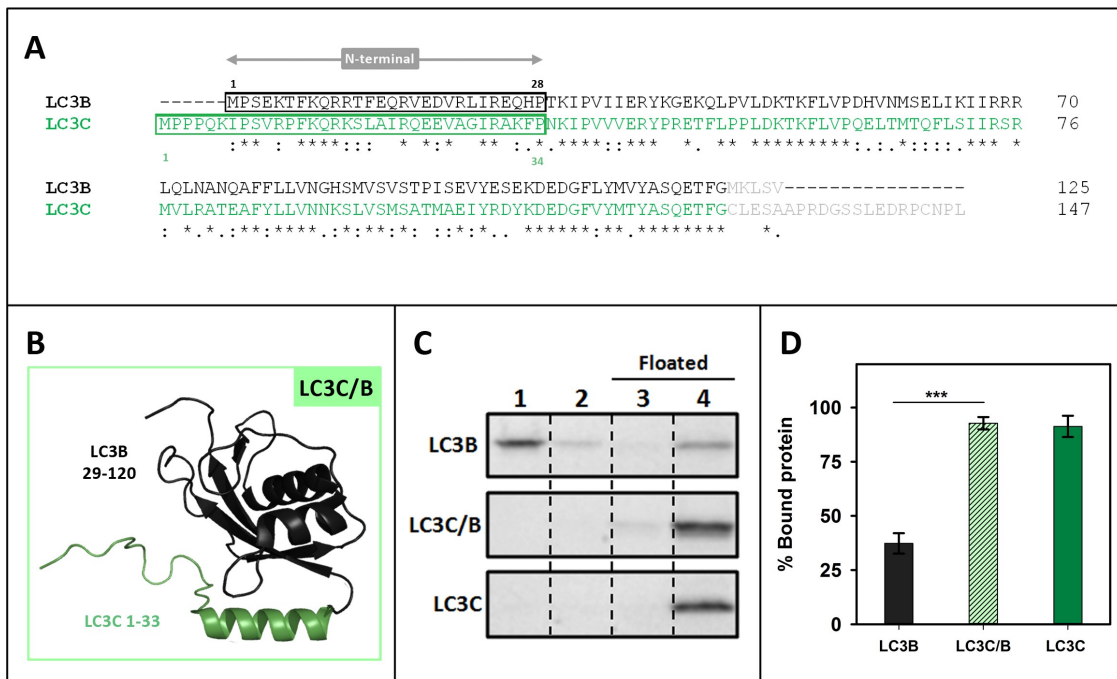 A
N-terminal
1 28
LC3B ------MPSEKTFKQRRTFEQRVEDVRLIREQHPTKIPVIIERYKGEKQLPVLDKTKFLVPDHVNMSELIKIIRRR 70
LC3C MPPPQKIPSVRPFKQRKSLAIRQEEVAGIRAKFPNKIPVVVERYPRETFLPPLDKTKFLVPQELTMTQFLSIIRSR 76
1 34
LC3B LQLNANQAFFLLVNGHSMVSVSTPISEVYESEKDEDGFLYMVYASQETFGMKLSV---------------- 125
LC3C MVLRATEAFYLLVNNKSLVSMSATMAEIYRDYKDEDGFVYMTYASQETFGCLESAAPRDGSSLEDRPCNPL 147
B
LC3C/B
LC3B
29-120
LC3C 1-33
C
Floated
1 2 3 4
LC3B
LC3C/B
LC3C
D
***
100
75
50
25
0
% Bound protein
LC3B LC3C/B LC3C